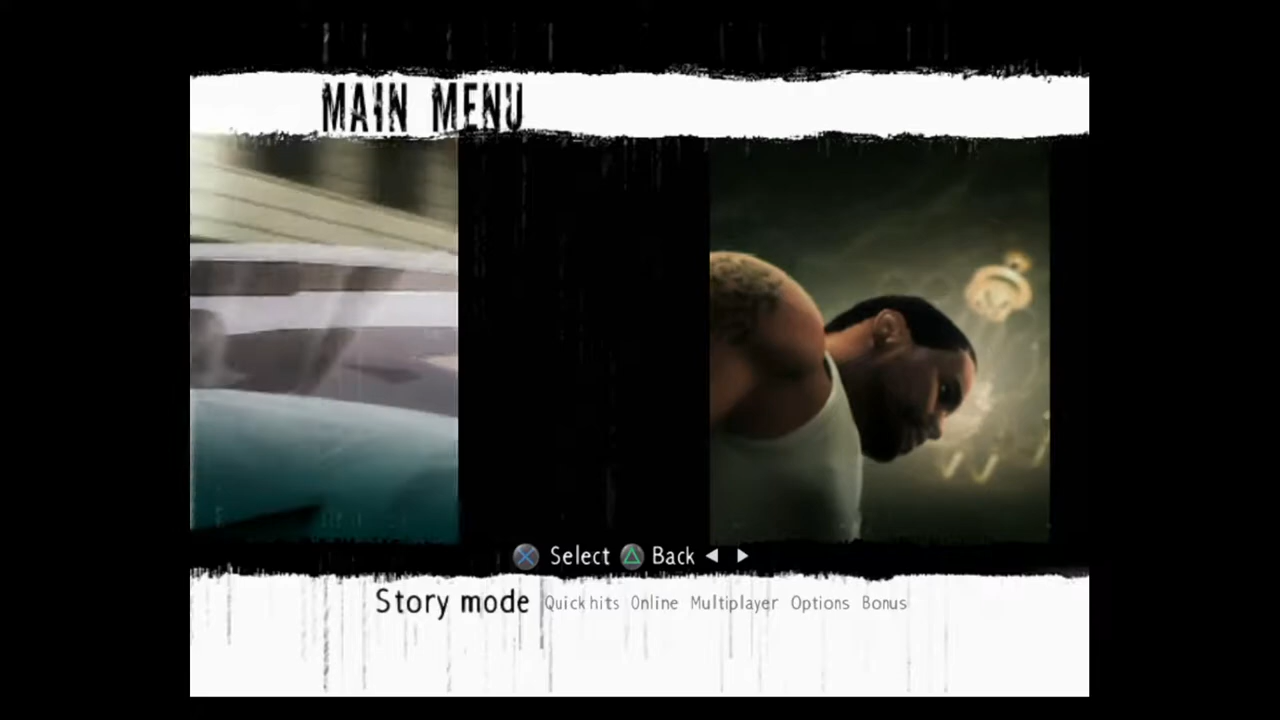 MAIN MENU
Select Back
Story mode Quick hits Online Multiplayer Options Bonus